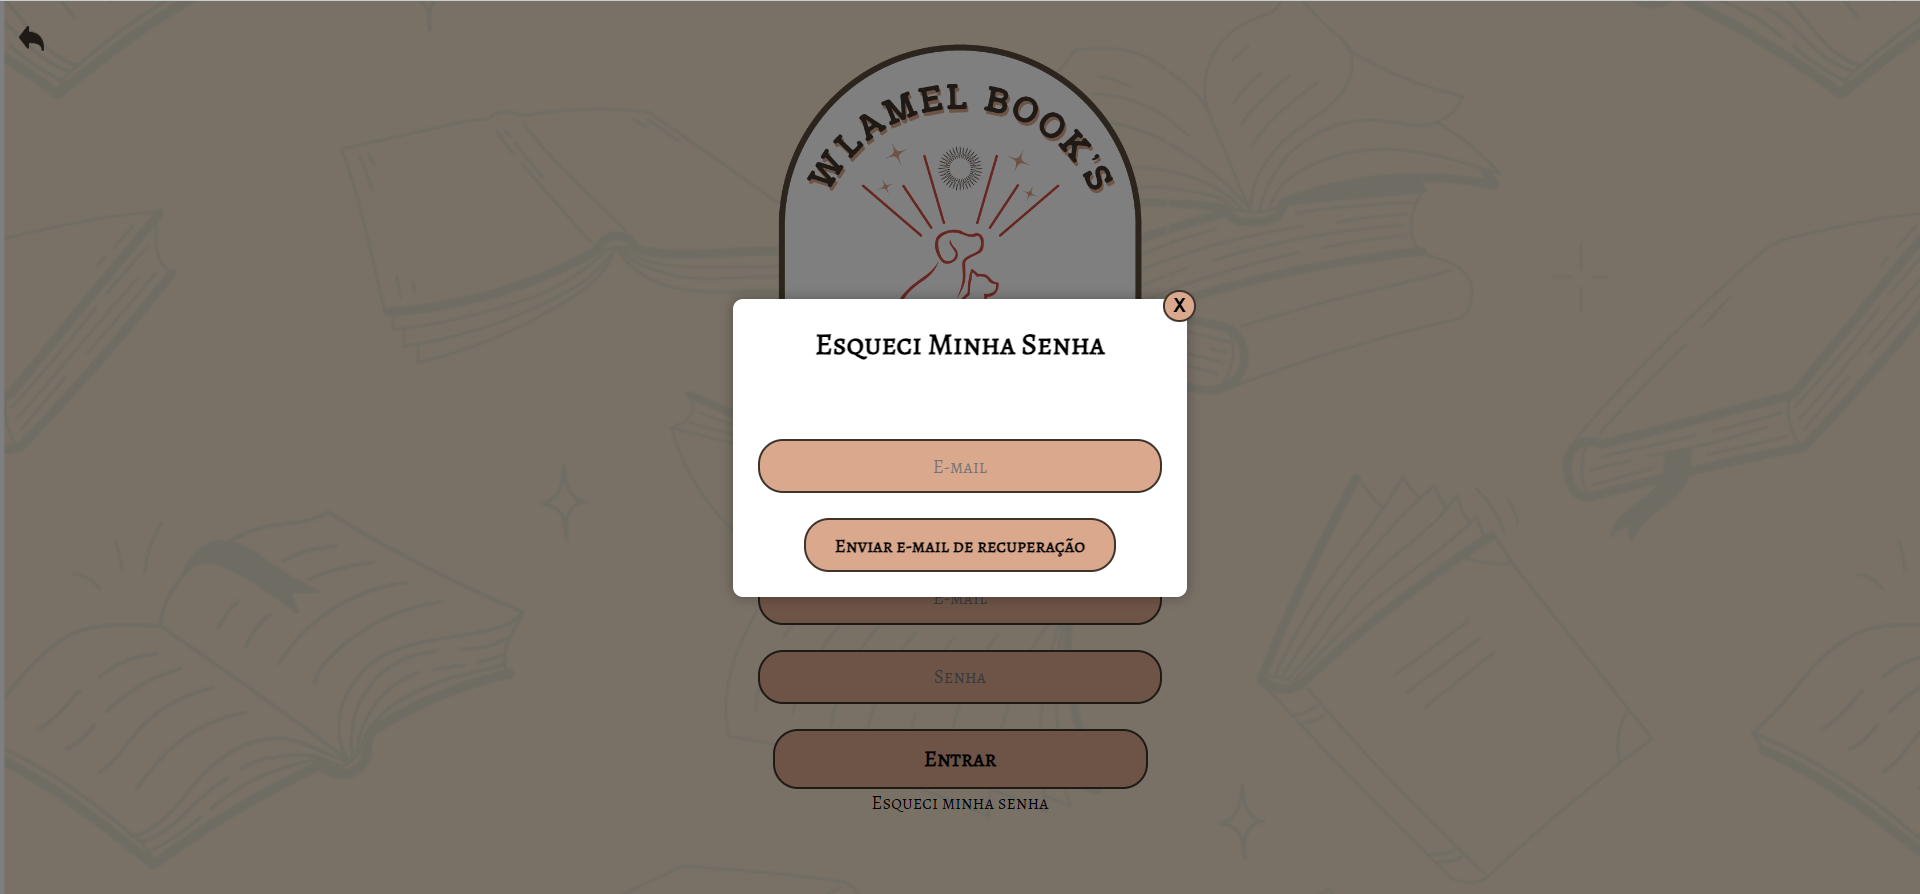 WLAMEL BOOK'S
X
Esqueci Minha Senha
E-mail
Enviar e-mail de recuperação
E-mail
Senha
Entrar
Esqueci minha senha